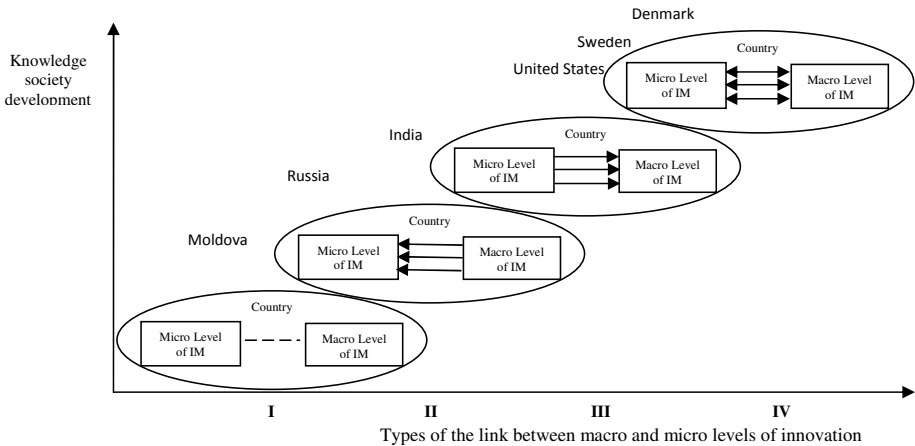 Denmark
Sweden
United States
Knowledge
society
development
Country
Micro Level
of IM
Macro Level
of IM
India
Country
Micro Level
of IM
Macro Level
of IM
Russia
Moldova
Country
Micro Level
of IM
Macro Level
of IM
Country
Micro Level
of IM
Macro Level
of IM
I II III IV
Types of the link between macro and micro levels of innovation